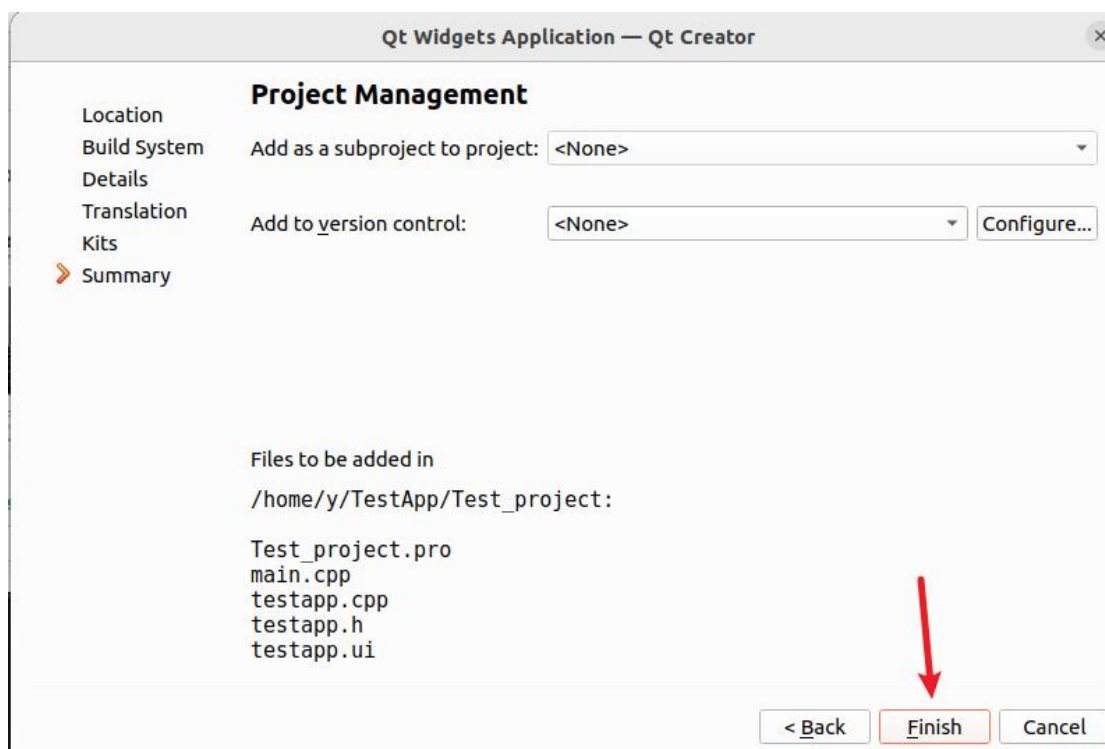 Qt Widgets Application — Qt Creator
Location
Build System
Details
Translation
Kits
Summary
Project Management
Add as a subproject to project: <None>
Add to version control: <None> Configure...
Files to be added in
/home/y/TestApp/Test_project:
Test_project.pro
main.cpp
testapp.cpp
testapp.h
testapp.ui
< Back Finish Cancel